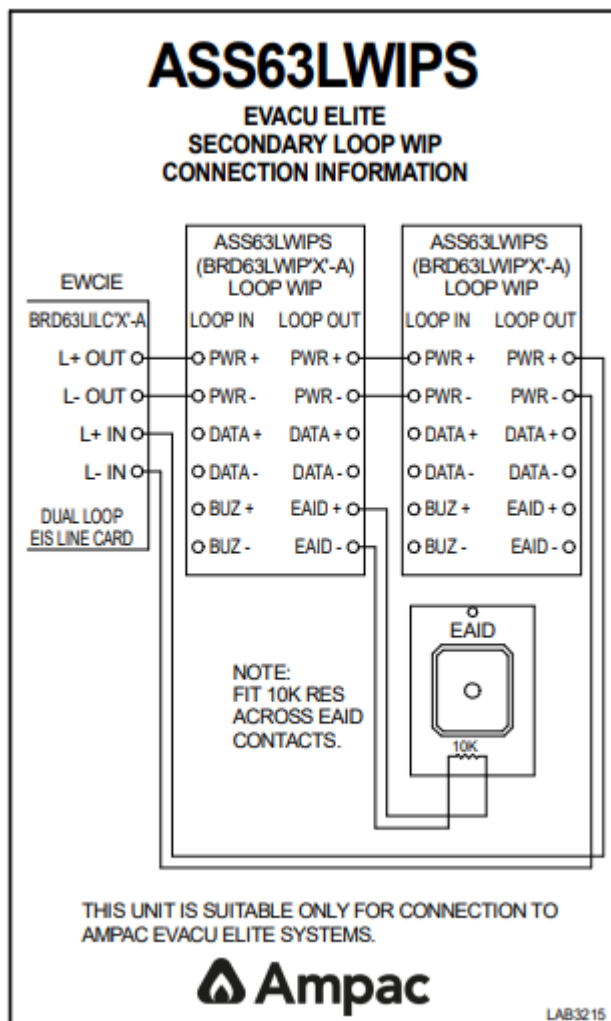 ASS63LWIPS
EVACU ELITE
SECONDARY LOOP WIP
CONNECTION INFORMATION
EWCIE
BRD63LILC'X'-A
L+ OUT
L- OUT
L+ IN
L- IN
DUAL LOOP
EIS LINE CARD
ASS63LWIPS
(BRD63LWIP'X'-A)
LOOP WIP
LOOP IN LOOP OUT
PWR + PWR +
PWR - PWR -
DATA + DATA +
DATA - DATA -
BUZ + EAID +
BUZ - EAID -
ASS63LWIPS
(BRD63LWIP'X'-A)
LOOP WIP
LOOP IN LOOP OUT
PWR + PWR +
PWR - PWR -
DATA + DATA +
DATA - DATA -
BUZ + EAID +
BUZ - EAID -
NOTE:
FIT 10K RES
ACROSS EAID
CONTACTS.
EAID
10K
THIS UNIT IS SUITABLE ONLY FOR CONNECTION TO
AMPAC EVACU ELITE SYSTEMS.
Ampac
LAB3215